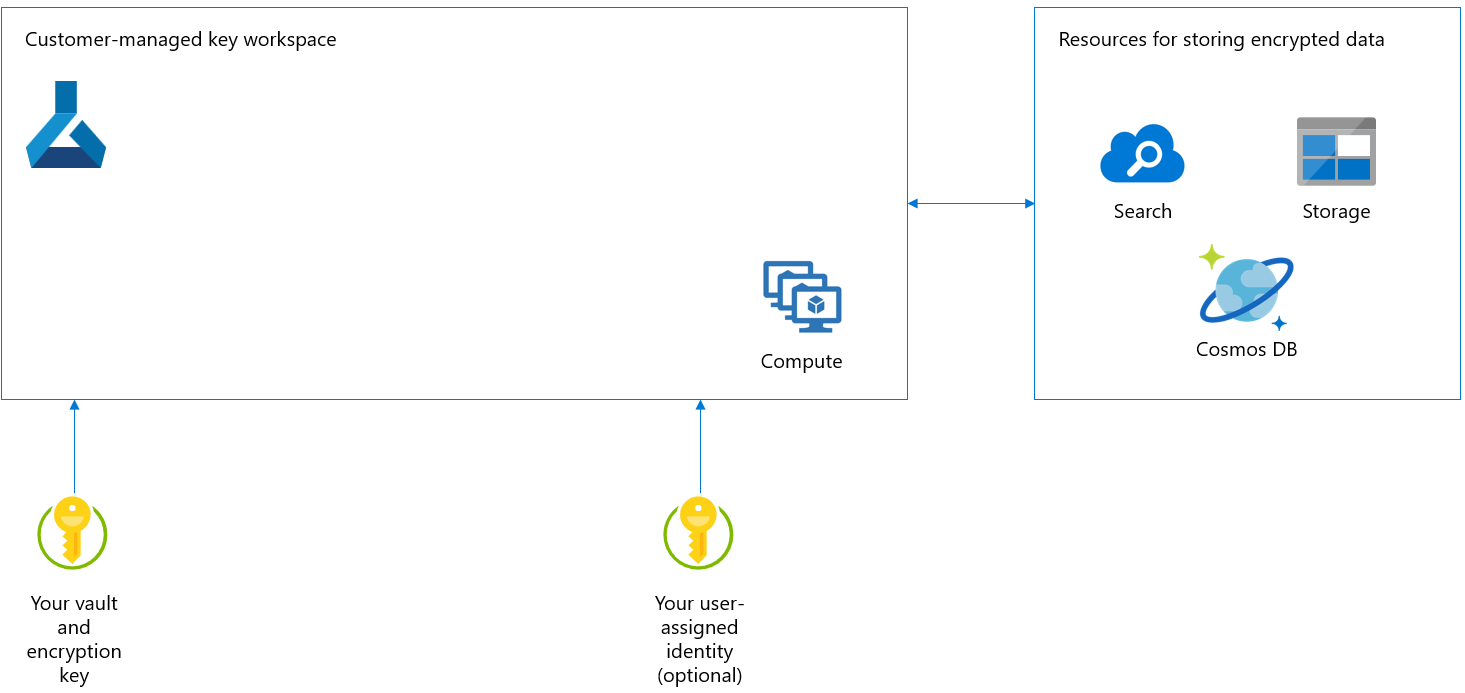 Customer-managed key workspace
Resources for storing encrypted data
Search
Storage
Cosmos DB
Compute
Your vault
and
encryption
key
Your user-
assigned
identity
(optional)